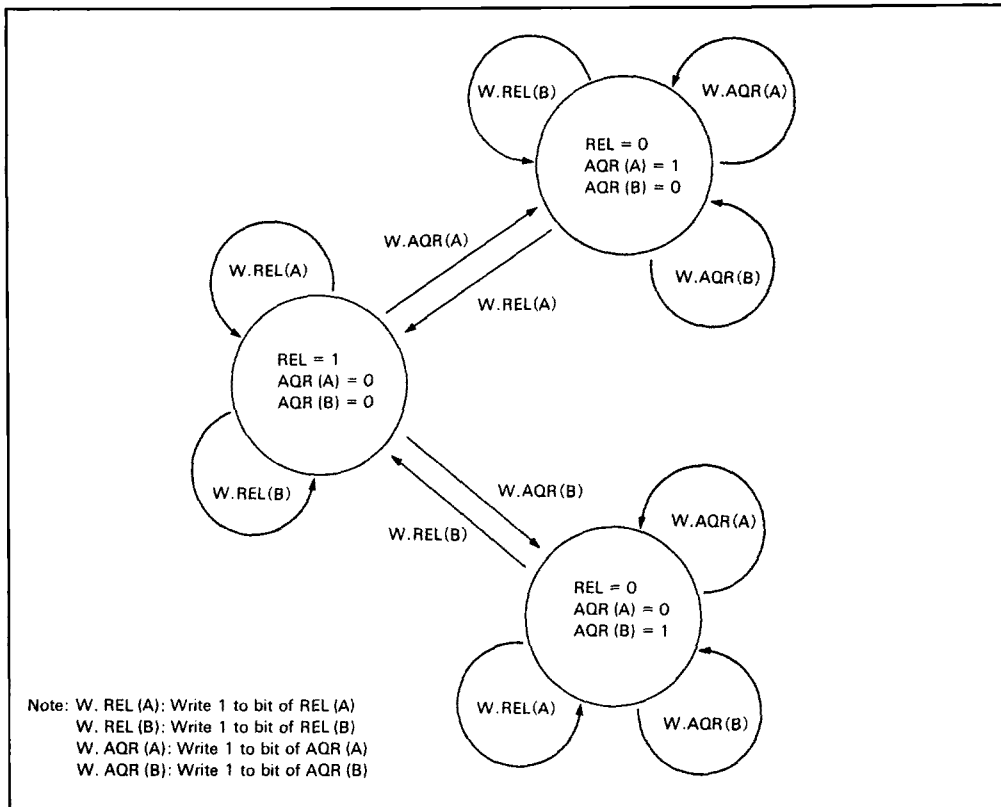 W.REL(B)
W.AQR(A)
REL = 0
AQR (A) = 1
AQR (B) = 0
W.AQR(A)
W.REL(A)
W.AQR(B)
W.REL(A)
REL = 1
AQR (A) = 0
AQR (B) = 0
W.REL(B)
W.AQR(B)
W.REL(B)
W.AQR(A)
REL = 0
AQR (A) = 0
AQR (B) = 1
W.REL(A)
W.AQR(B)
Note: W. REL (A): Write 1 to bit of REL (A)
W. REL (B): Write 1 to bit of REL (B)
W. AQR (A): Write 1 to bit of AQR (A)
W. AQR (B): Write 1 to bit of AQR (B)